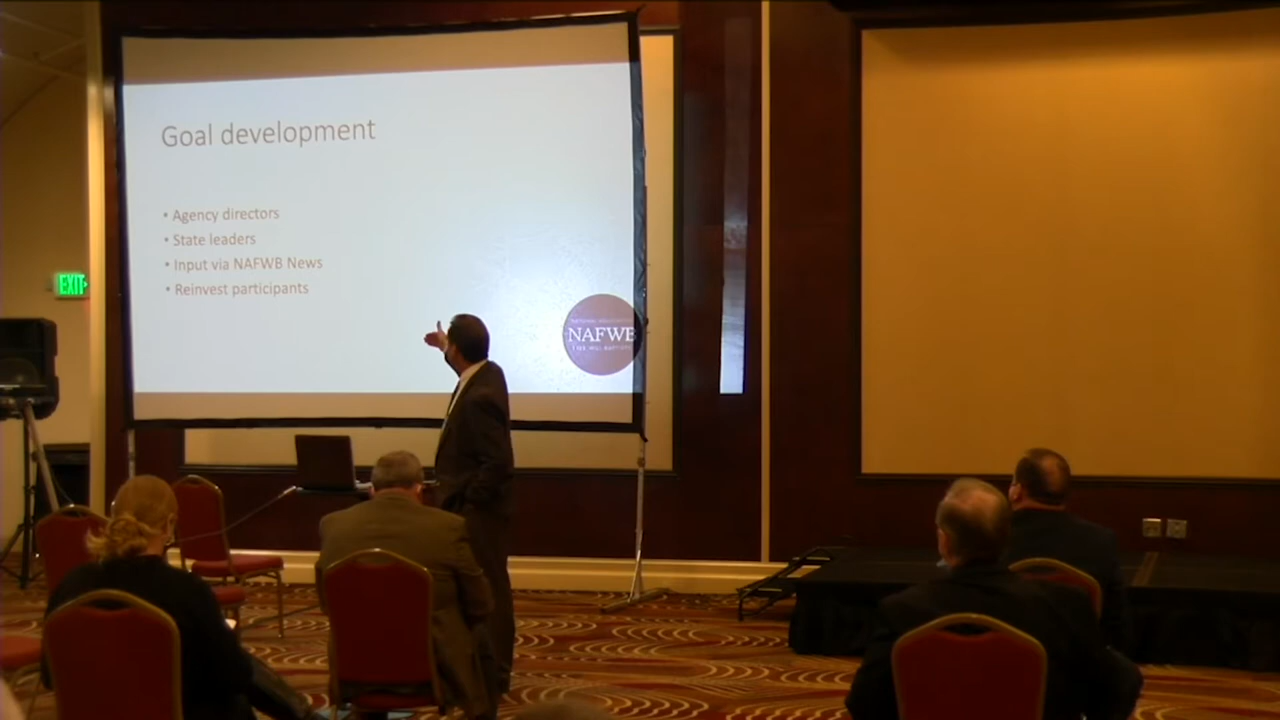 Goal development
• Agency directors
• State leaders
• Input via NAFWB News
• Reinvest participants
NAFWB
EXIT